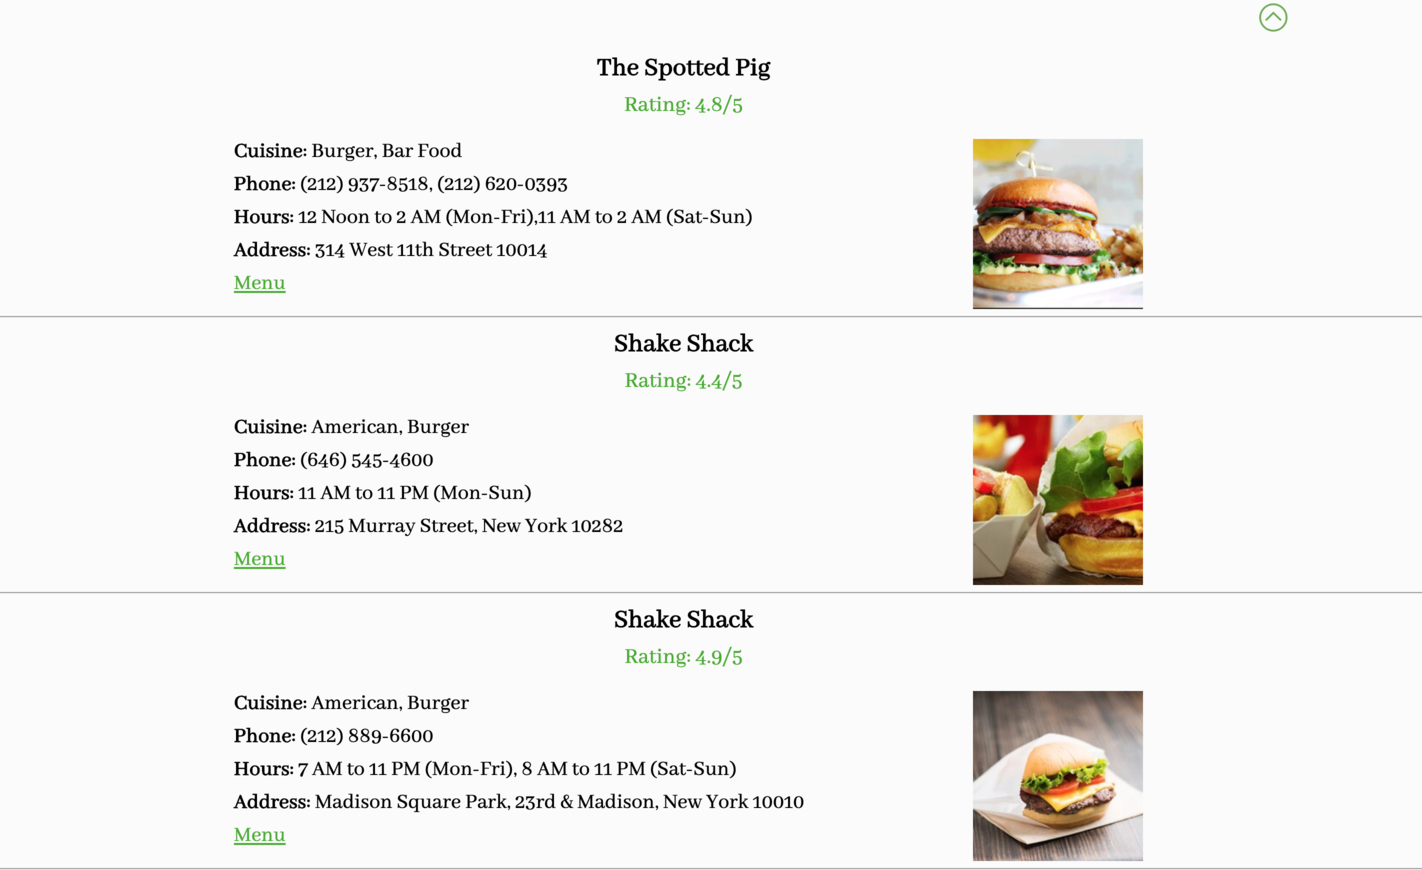 The Spotted Pig
Rating: 4.8/5
Cuisine: Burger, Bar Food
Phone: (212) 937-8518, (212) 620-0393
Hours: 12 Noon to 2 AM (Mon-Fri),11 AM to 2 AM (Sat-Sun)
Address: 314 West 11th Street 10014
Menu
Shake Shack
Rating: 4.4/5
Cuisine: American, Burger
Phone: (646) 545-4600
Hours: 11 AM to 11 PM (Mon-Sun)
Address: 215 Murray Street, New York 10282
Menu
Shake Shack
Rating: 4.9/5
Cuisine: American, Burger
Phone: (212) 889-6600
Hours: 7 AM to 11 PM (Mon-Fri), 8 AM to 11 PM (Sat-Sun)
Address: Madison Square Park, 23rd & Madison, New York 10010
Menu